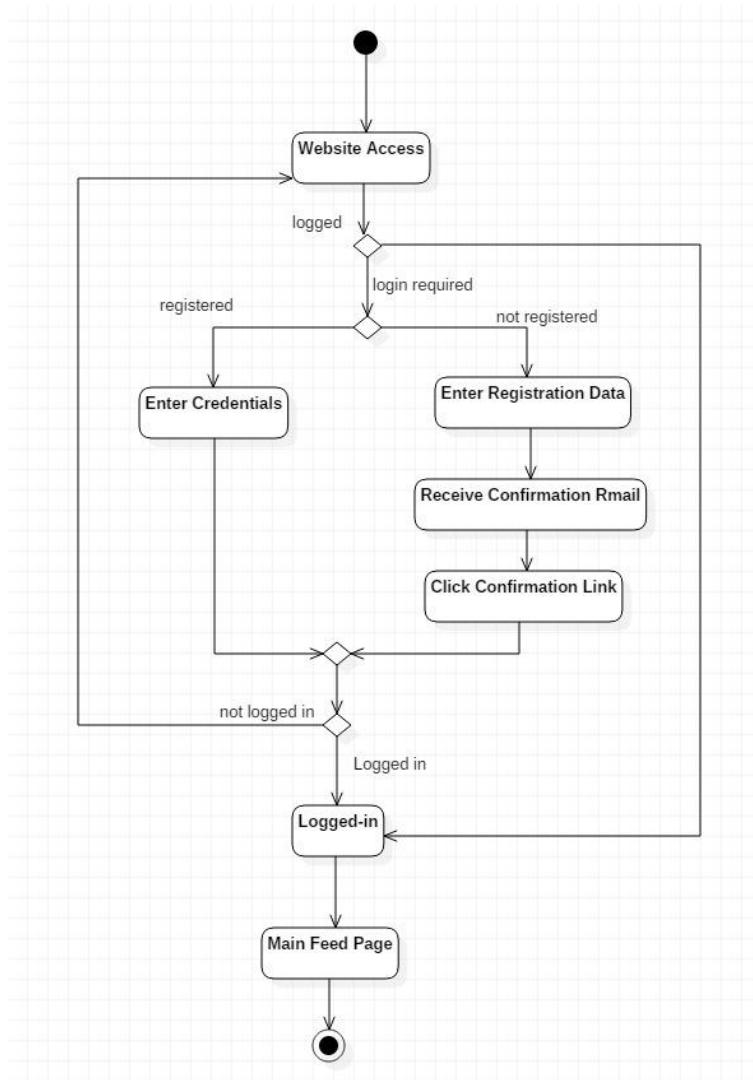 Website Access
logged
login required
registered
not registered
Enter Credentials
Enter Registration Data
Receive Confirmation Rmail
Click Confirmation Link
not logged in
Logged in
Logged-in
Main Feed Page